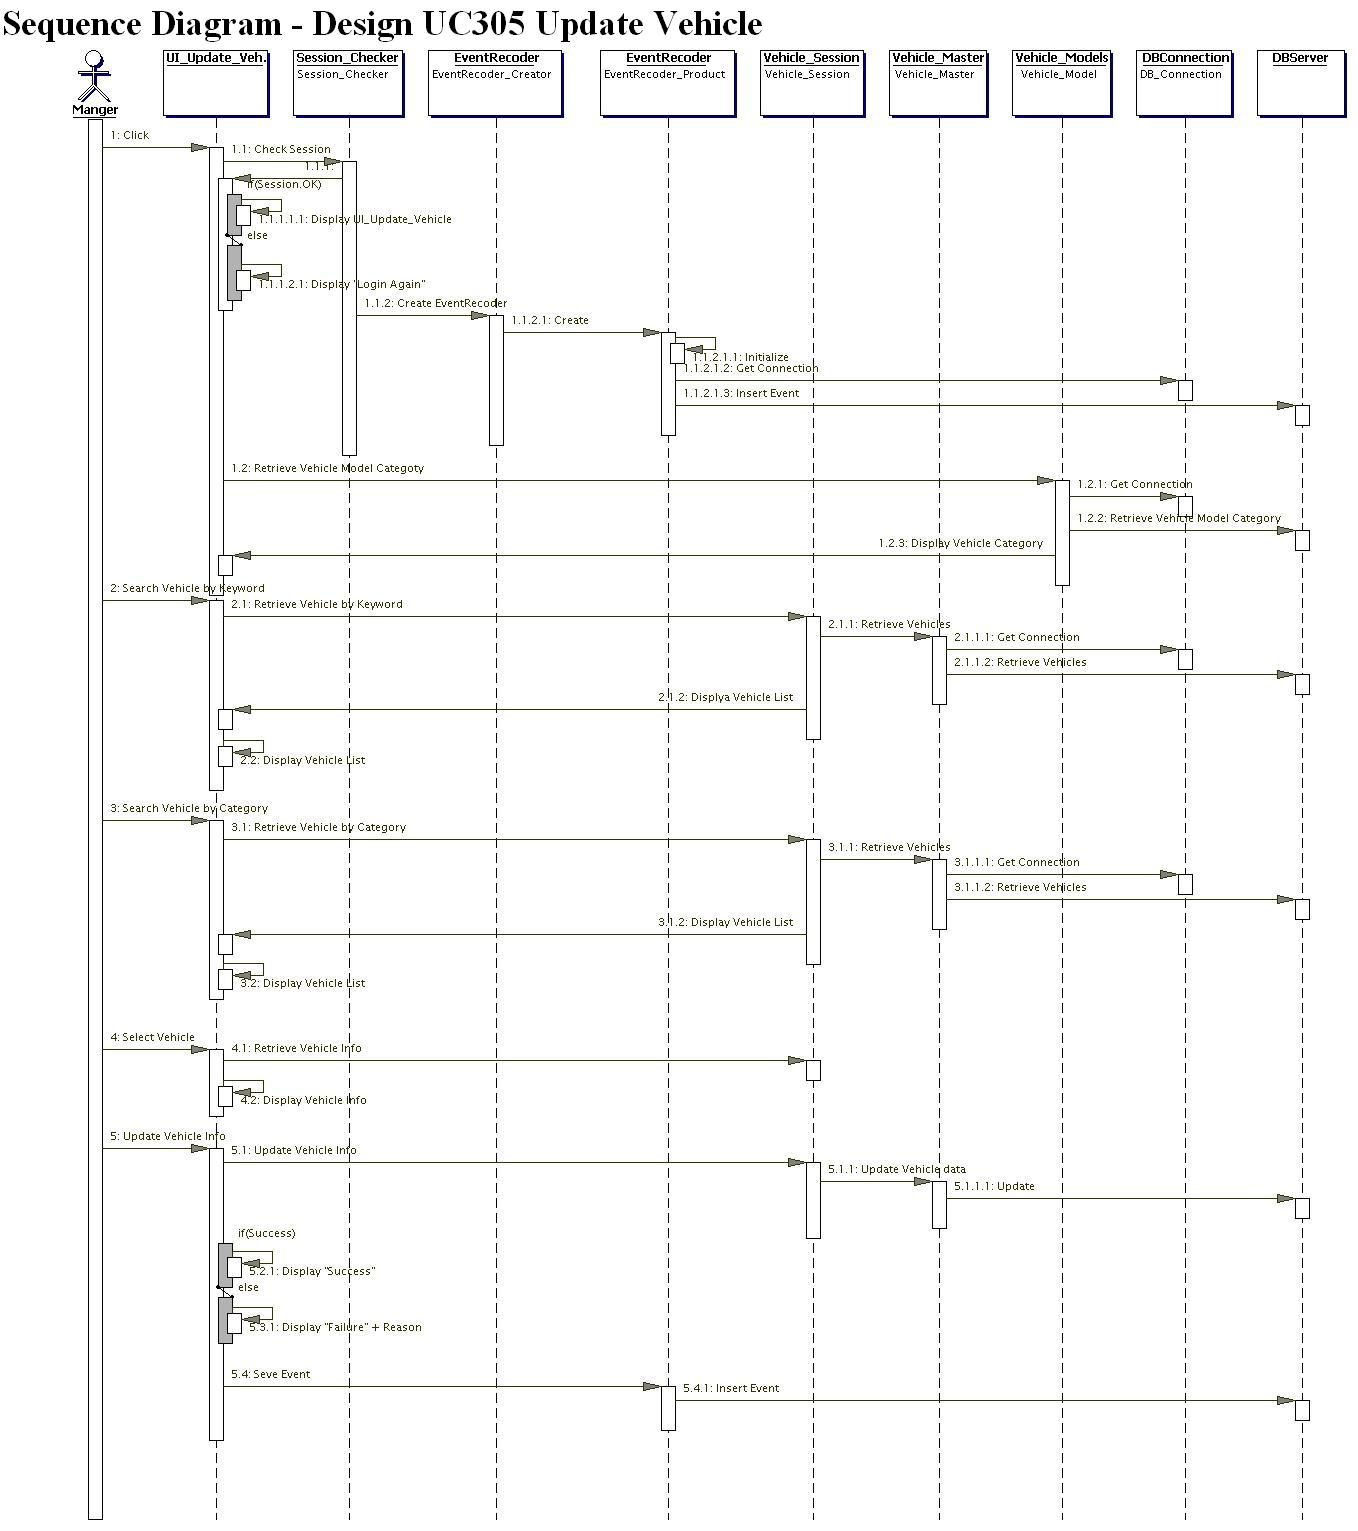 Sequence Diagram - Design UC305 Update Vehicle
Manger
UI_Update_Veh.
Session_Checker
Session_Checker
EventRecoder
EventRecoder_Creator
EventRecoder
EventRecoder_Product
Vehicle_Session
Vehicle_Session
Vehicle_Master
Vehicle_Master
Vehicle_Models
Vehicle_Model
DBConnection
DB_Connection
DBServer
1: Click
1.1: Check Session
1.1.1:
if(Session.OK)
1.1.1.1.1: Display UI_Update_Vehicle
else
1.1.1.2.1: Display "Login Again"
1.1.2: Create EventRecoder
1.1.2.1: Create
1.1.2.1.1: Initialize
1.1.2.1.2: Get Connection
1.1.2.1.3: Insert Event
1.2: Retrieve Vehicle Model Categoty
1.2.1: Get Connection
1.2.2: Retrieve Vehicle Model Category
1.2.3: Display Vehicle Category
2: Search Vehicle by Keyword
2.1: Retrieve Vehicle by Keyword
2.1.1: Retrieve Vehicles
2.1.1.1: Get Connection
2.1.1.2: Retrieve Vehicles
2.1.2: Displya Vehicle List
2.2: Display Vehicle List
3: Search Vehicle by Category
3.1: Retrieve Vehicle by Category
3.1.1: Retrieve Vehicles
3.1.1.1: Get Connection
3.1.1.2: Retrieve Vehicles
3.1.2: Display Vehicle List
3.2: Display Vehicle List
4: Select Vehicle
4.1: Retrieve Vehicle Info
4.2: Display Vehicle Info
5: Update Vehicle Info
5.1: Update Vehicle Info
5.1.1: Update Vehicle data
5.1.1.1: Update
if(Success)
5.2.1: Display "Success"
else
5.3.1: Display "Failure" + Reason
5.4: Seve Event
5.4.1: Insert Event